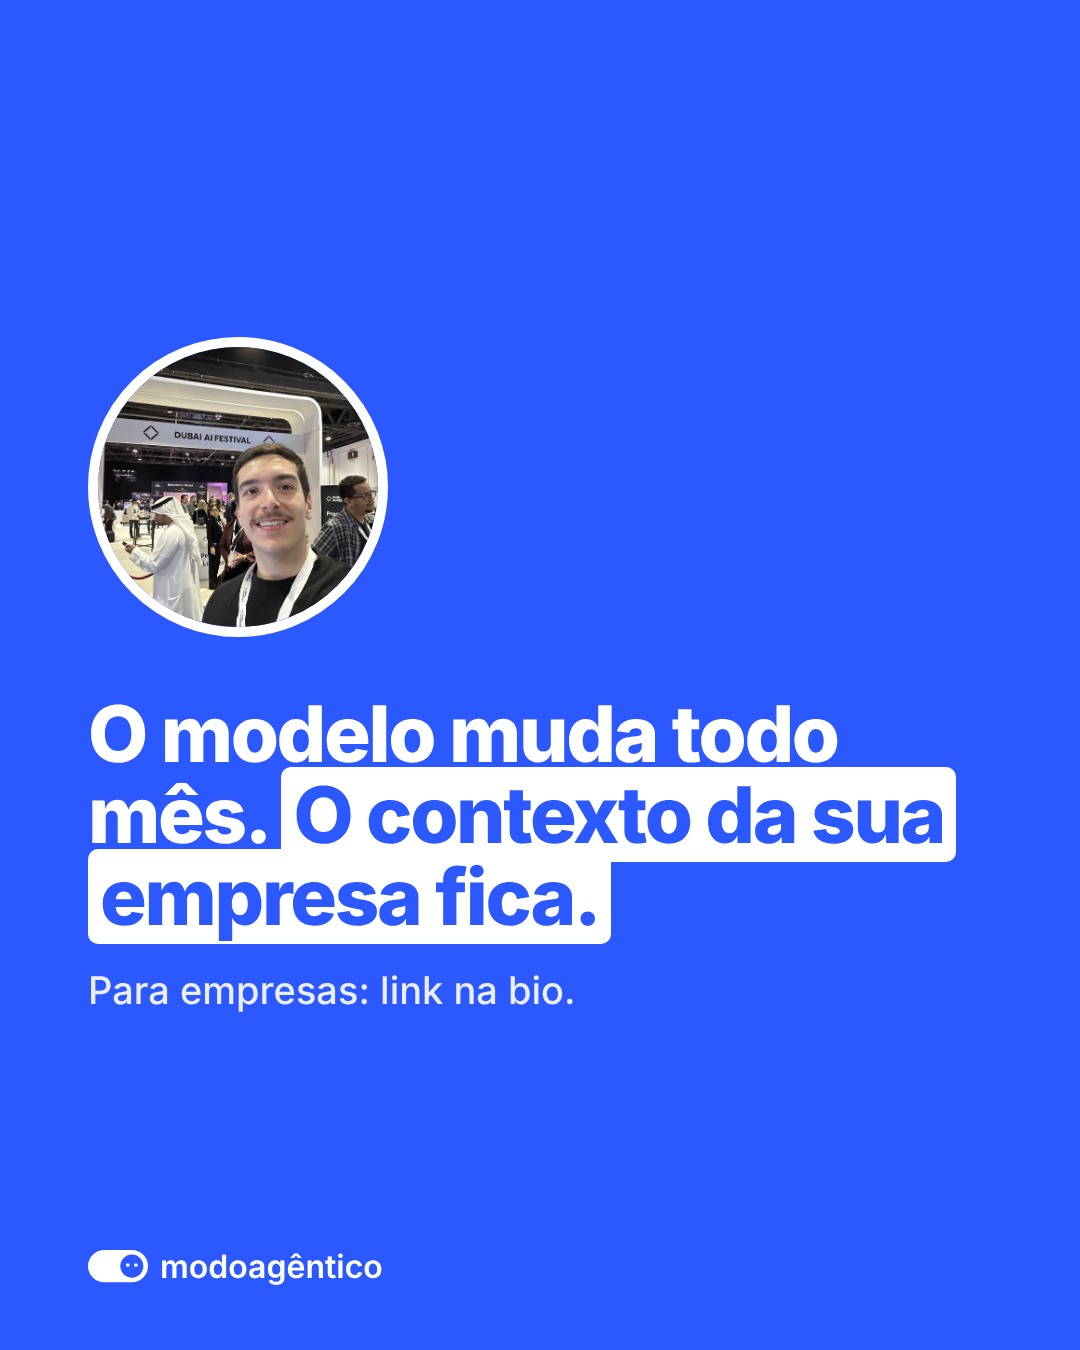 DUBAI AI FESTIVAL
O modelo muda todo
mês. O contexto da sua
empresa fica.
Para empresas: link na bio.
modoagêntico